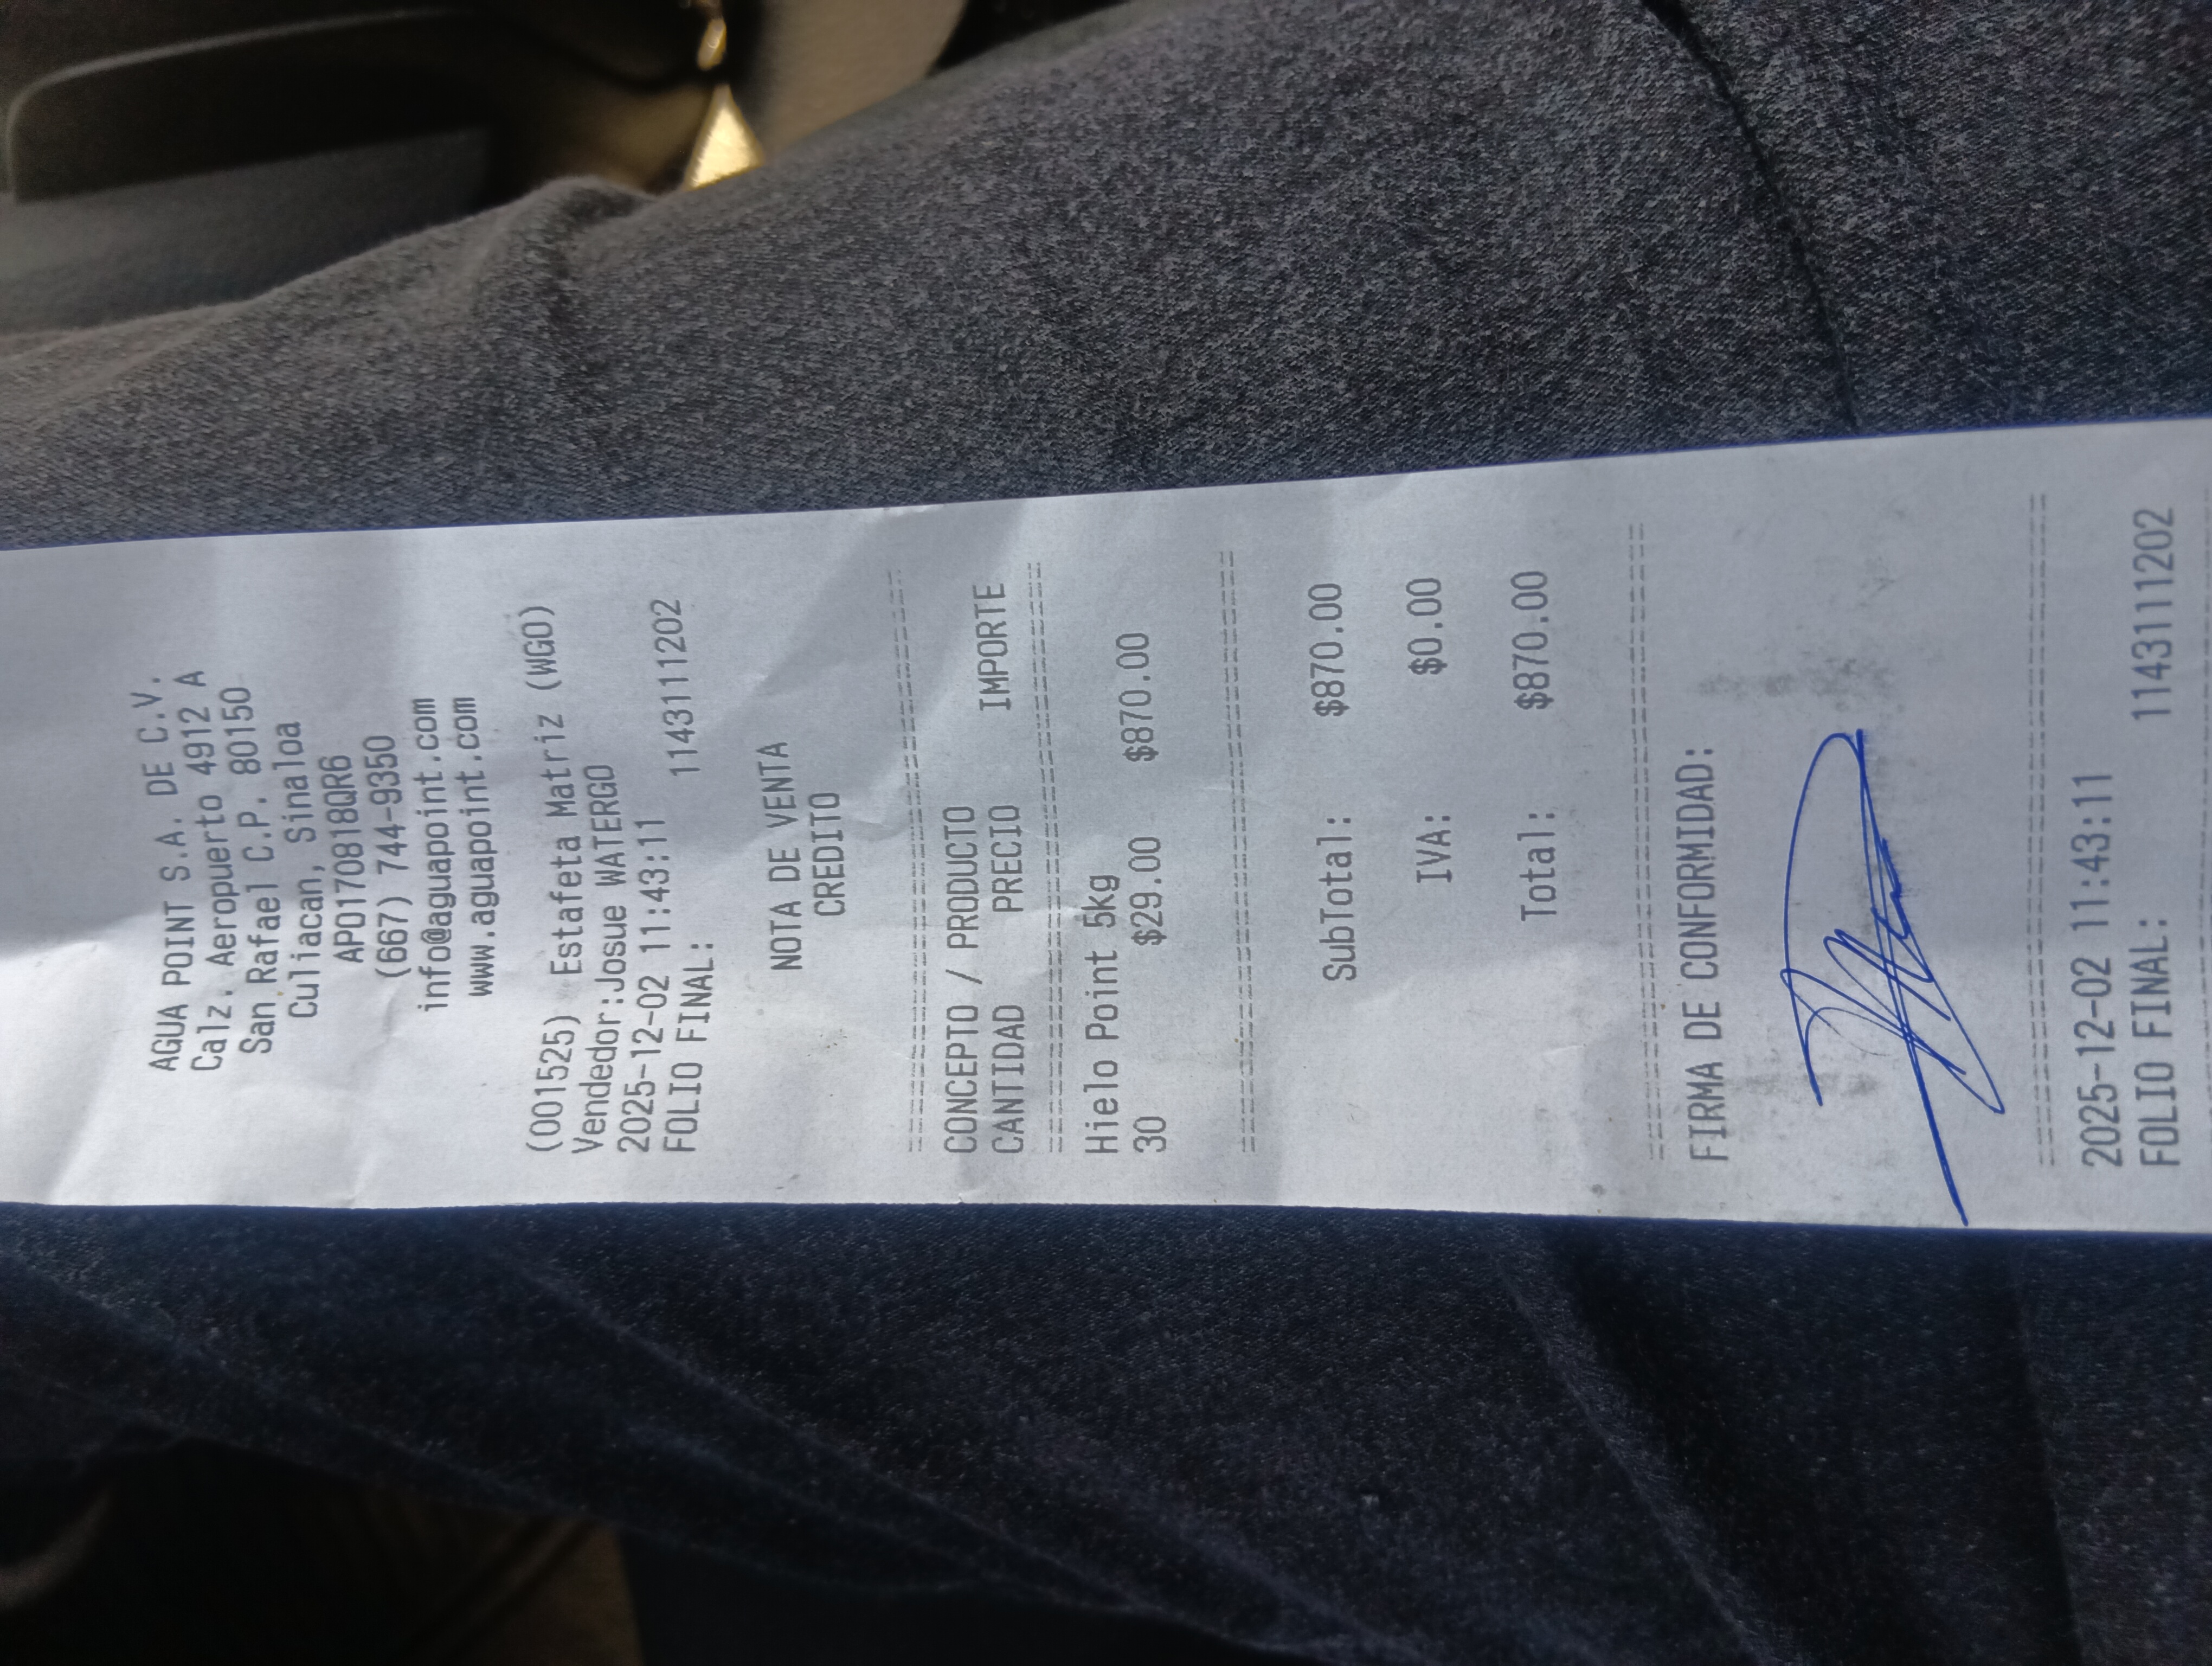 AGUA POINT S.A. DE C.V.
Calz. Aeropuerto 4912 A
San Rafael C.P. 80150
Culiacan, Sinaloa
APO170818QR6
(667) 744-9350
info@aguapoint.com
www.aguapoint.com
(001525) Estafeta Matriz (WGO)
Vendedor:Josue WATERGO
2025-12-02 11:43:11
FOLIO FINAL: 1143111202
NOTA DE VENTA
CREDITO
CONCEPTO / PRODUCTO
CANTIDAD PRECIO IMPORTE
Hielo Point 5kg
30 $29.00 $870.00
SubTotal: $870.00
IVA: $0.00
Total: $870.00
FIRMA DE CONFORMIDAD:
2025-12-02 11:43:11
FOLIO FINAL: 1143111202